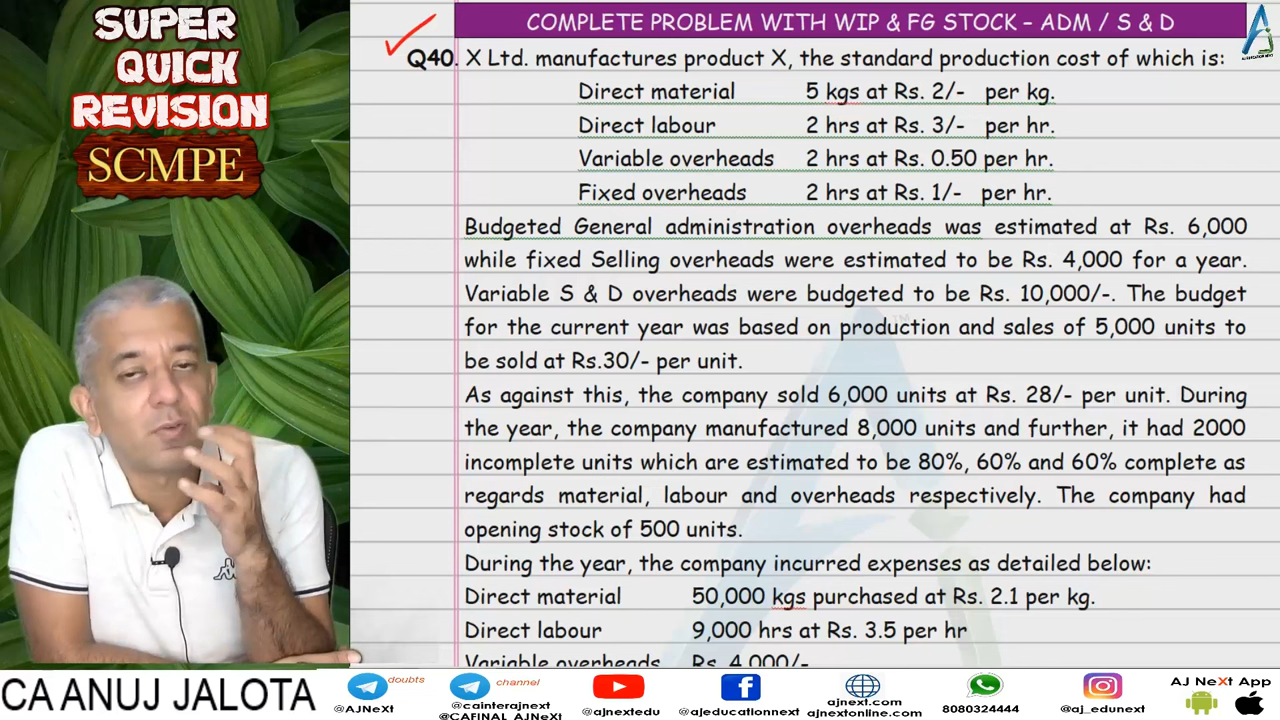 SUPER
QUICK
REVISION
SCMPE
COMPLETE PROBLEM WITH WIP & FG STOCK – ADM / S & D
Q40. X Ltd. manufactures product X, the standard production cost of which is:
Direct material 5 kgs at Rs. 2/- per kg.
Direct labour 2 hrs at Rs. 3/- per hr.
Variable overheads 2 hrs at Rs. 0.50 per hr.
Fixed overheads 2 hrs at Rs. 1/- per hr.
Budgeted General administration overheads was estimated at Rs. 6,000
while fixed Selling overheads were estimated to be Rs. 4,000 for a year.
Variable S & D overheads were budgeted to be Rs. 10,000/-. The budget
for the current year was based on production and sales of 5,000 units to
be sold at Rs.30/- per unit.
As against this, the company sold 6,000 units at Rs. 28/- per unit. During
the year, the company manufactured 8,000 units and further, it had 2000
incomplete units which are estimated to be 80%, 60% and 60% complete as
regards material, labour and overheads respectively. The company had
opening stock of 500 units.
During the year, the company incurred expenses as detailed below:
Direct material 50,000 kgs purchased at Rs. 2.1 per kg.
Direct labour 9,000 hrs at Rs. 3.5 per hr
Variable overheads Rs. 4,000/-
CA ANUJ JALOTA
doubts
@AJNeXt
channel
@cainterajnext
@CAFINAL_AJNeXt
@ajnextedu
@ajeducationnext
ajnext.com
ajnextonline.com
8080324444
@aj_edunext
AJ NeXt App